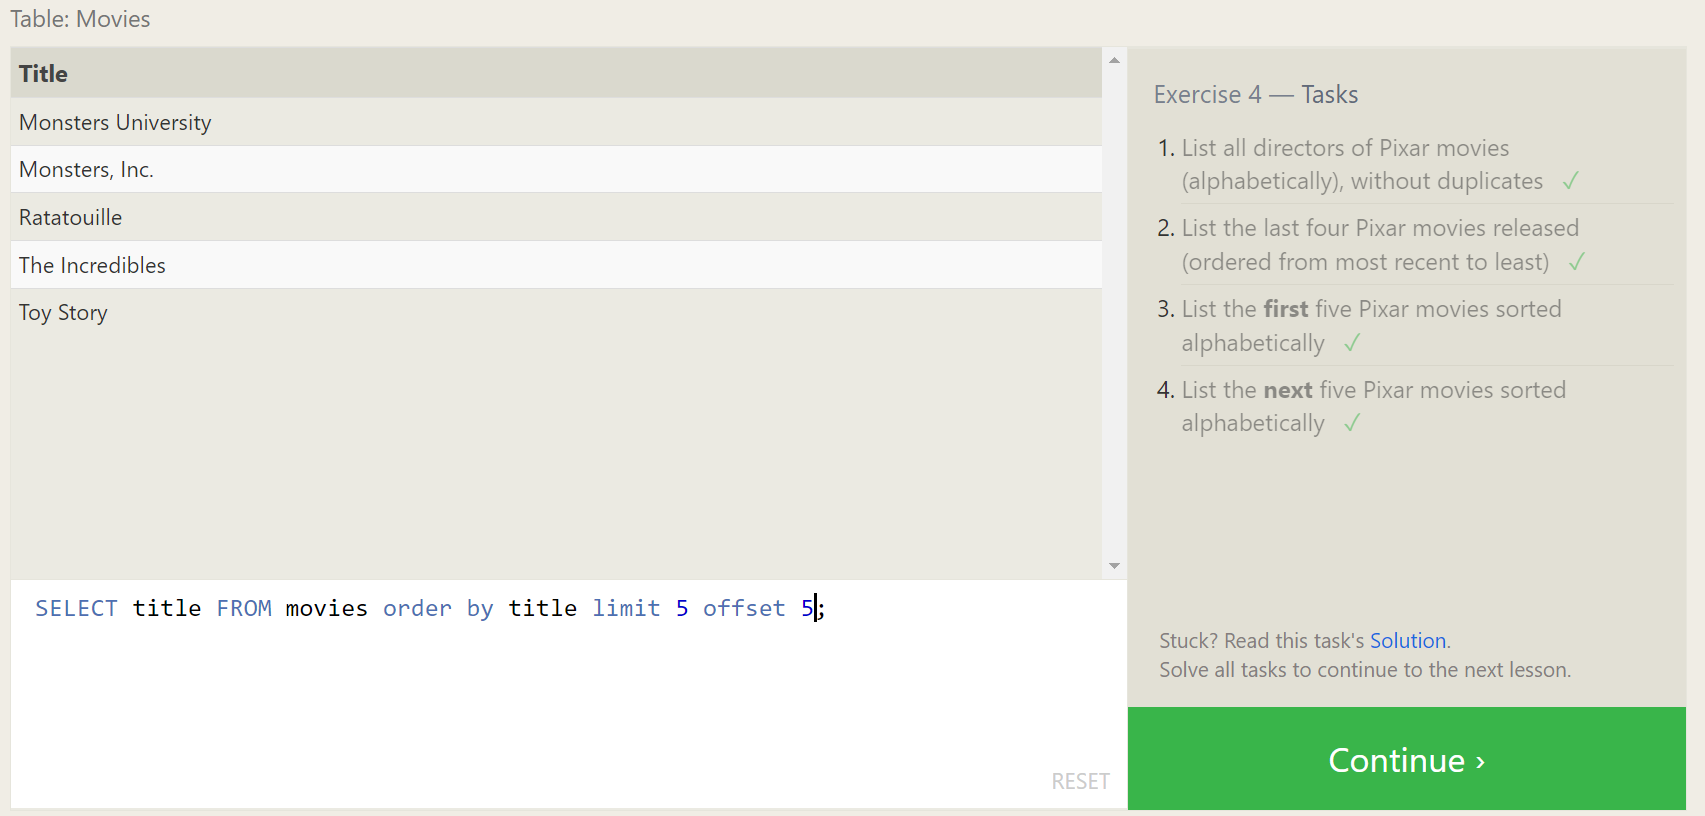 Table: Movies
Title
Monsters University
Monsters, Inc.
Ratatouille
The Incredibles
Toy Story
SELECT title FROM movies order by title limit 5 offset 5;
RESET
Exercise 4 — Tasks
1. List all directors of Pixar movies
(alphabetically), without duplicates ✓
2. List the last four Pixar movies released
(ordered from most recent to least) ✓
3. List the first five Pixar movies sorted
alphabetically ✓
4. List the next five Pixar movies sorted
alphabetically ✓
Stuck? Read this task's Solution.
Solve all tasks to continue to the next lesson.
Continue ›